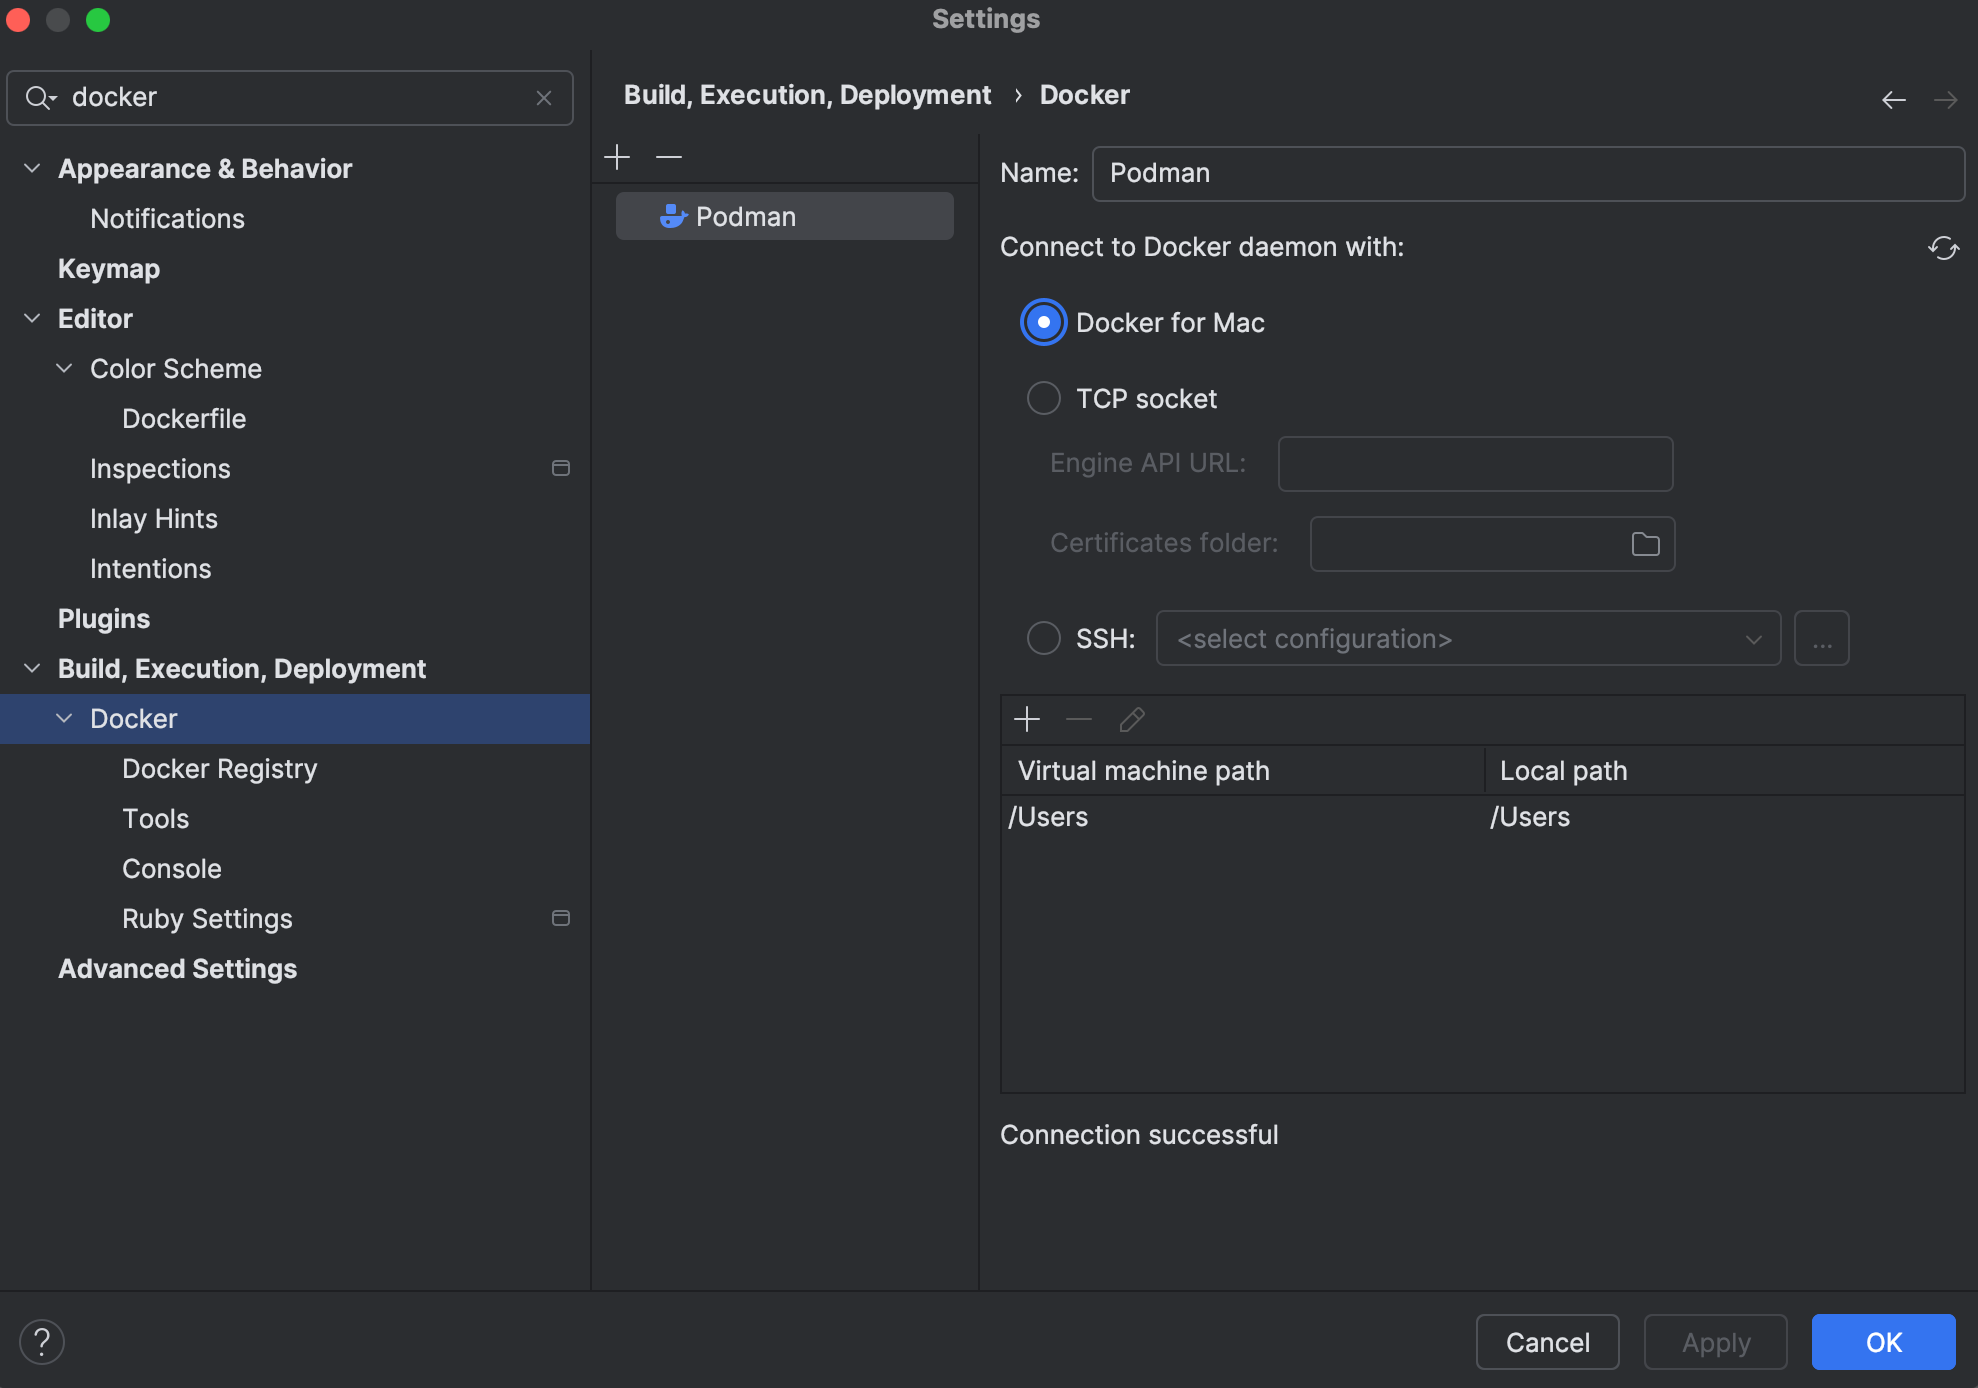 Settings
docker
Appearance & Behavior
Notifications
Keymap
Editor
Color Scheme
Dockerfile
Inspections
Inlay Hints
Intentions
Plugins
Build, Execution, Deployment
Docker
Docker Registry
Tools
Console
Ruby Settings
Advanced Settings
Build, Execution, Deployment › Docker
Podman
Name: Podman
Connect to Docker daemon with:
Docker for Mac
TCP socket
Engine API URL:
Certificates folder:
SSH: <select configuration> ...
Virtual machine path Local path
/Users /Users
Connection successful
? Cancel Apply OK